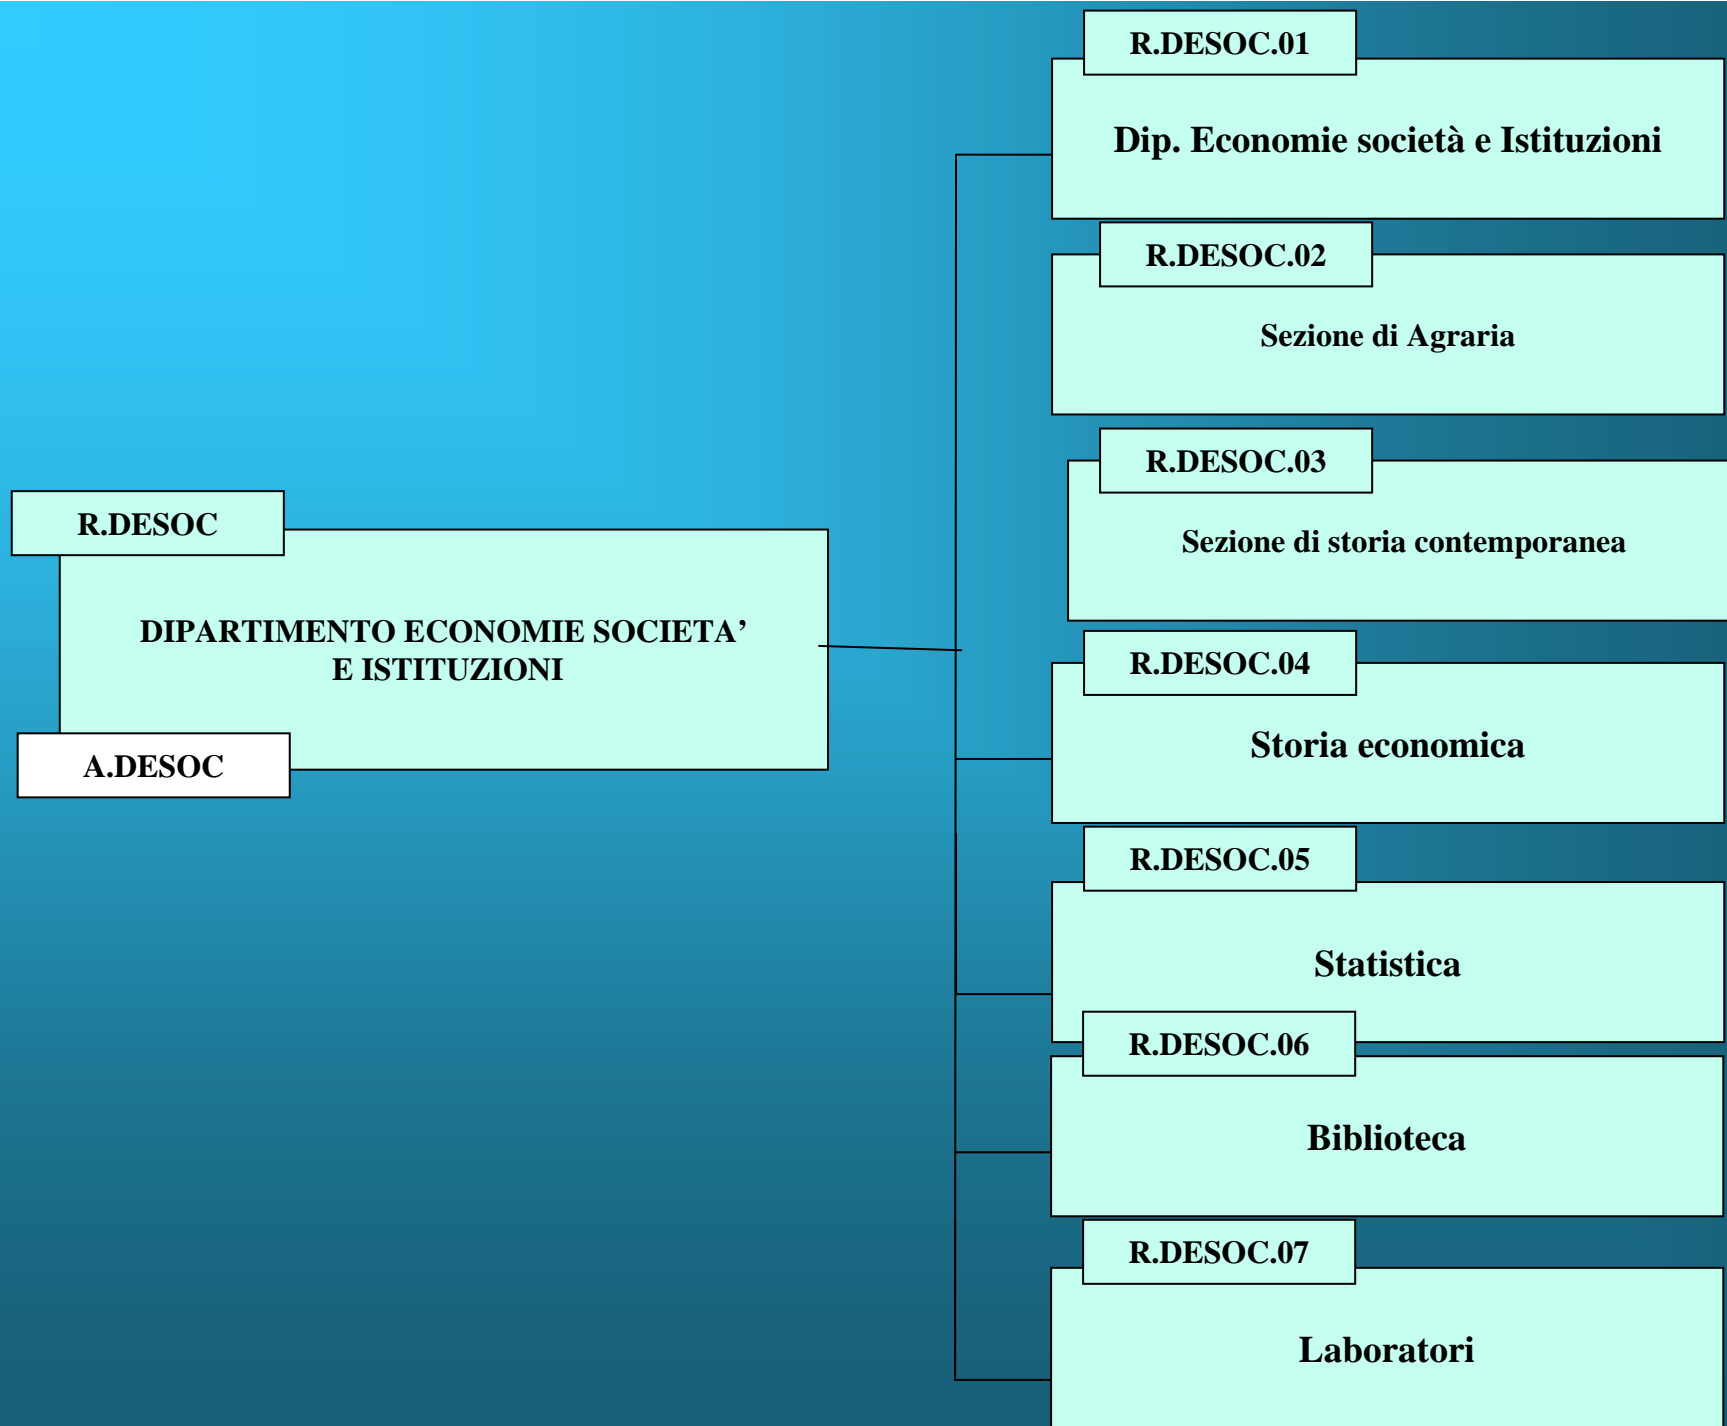 R.DESOC
DIPARTIMENTO ECONOMIE SOCIETA’
E ISTITUZIONI
A.DESOC
R.DESOC.01
Dip. Economie società e Istituzioni
R.DESOC.02
Sezione di Agraria
R.DESOC.03
Sezione di storia contemporanea
R.DESOC.04
Storia economica
R.DESOC.05
Statistica
R.DESOC.06
Biblioteca
R.DESOC.07
Laboratori